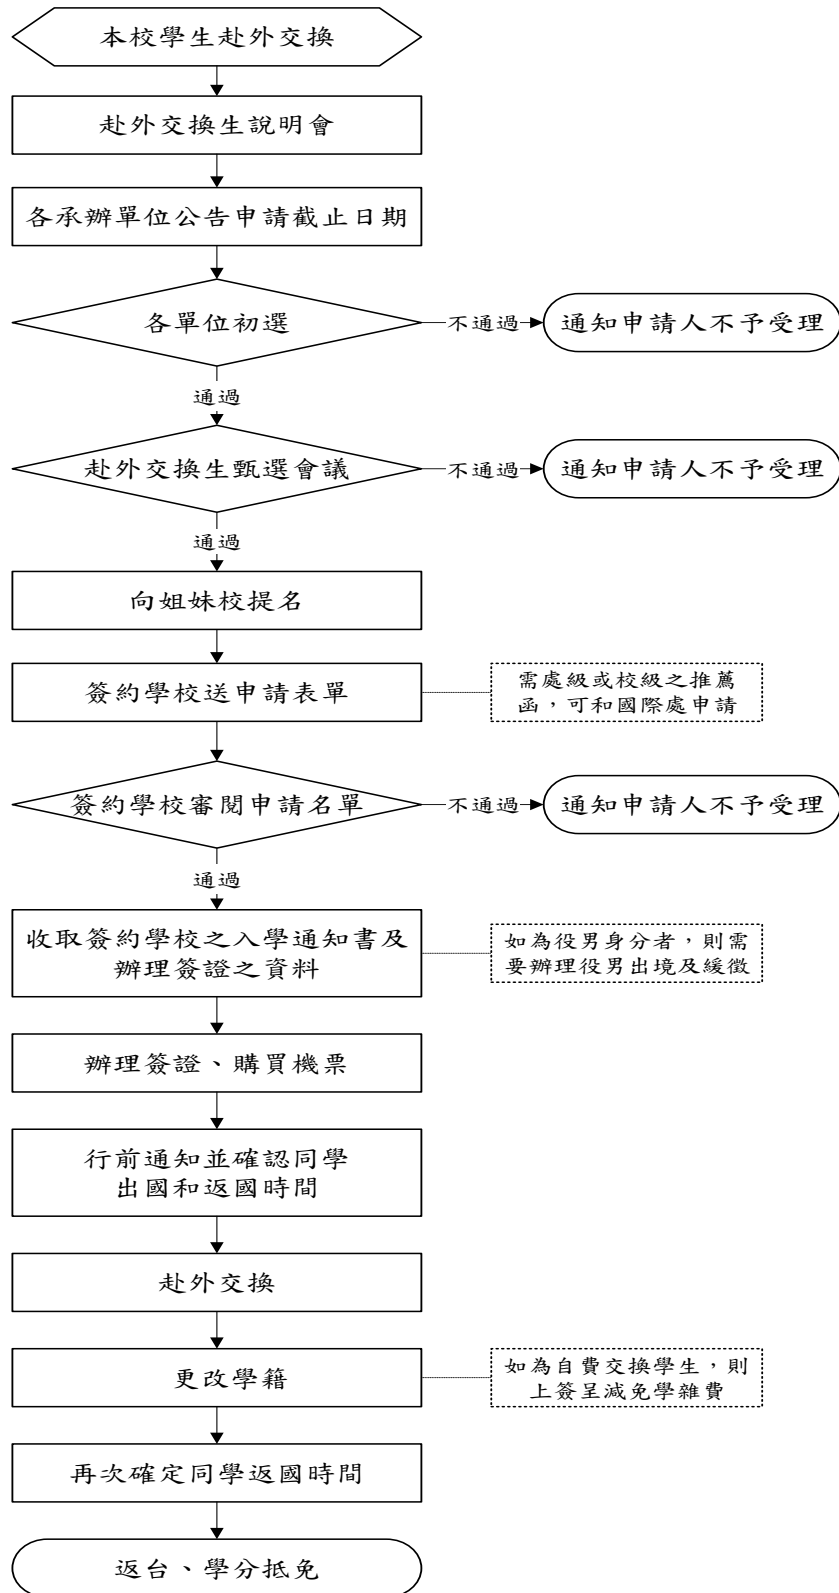 本校學生赴外交換
赴外交換生說明會
各承辦單位公告申請截止日期
各單位初選
不通過
通知申請人不予受理
通過
赴外交換生甄選會議
不通過
通知申請人不予受理
通過
向姐妹校提名
簽約學校送申請表單
需處級或校級之推薦
函，可和國際處申請
簽約學校審閱申請名單
不通過
通知申請人不予受理
通過
收取簽約學校之入學通知書及
辦理簽證之資料
如為役男身分者，則需
要辦理役男出境及緩徵
辦理簽證、購買機票
行前通知並確認同學
出國和返國時間
赴外交換
更改學籍
如為自費交換學生，則
上簽呈減免學雜費
再次確定同學返國時間
返台、學分抵免